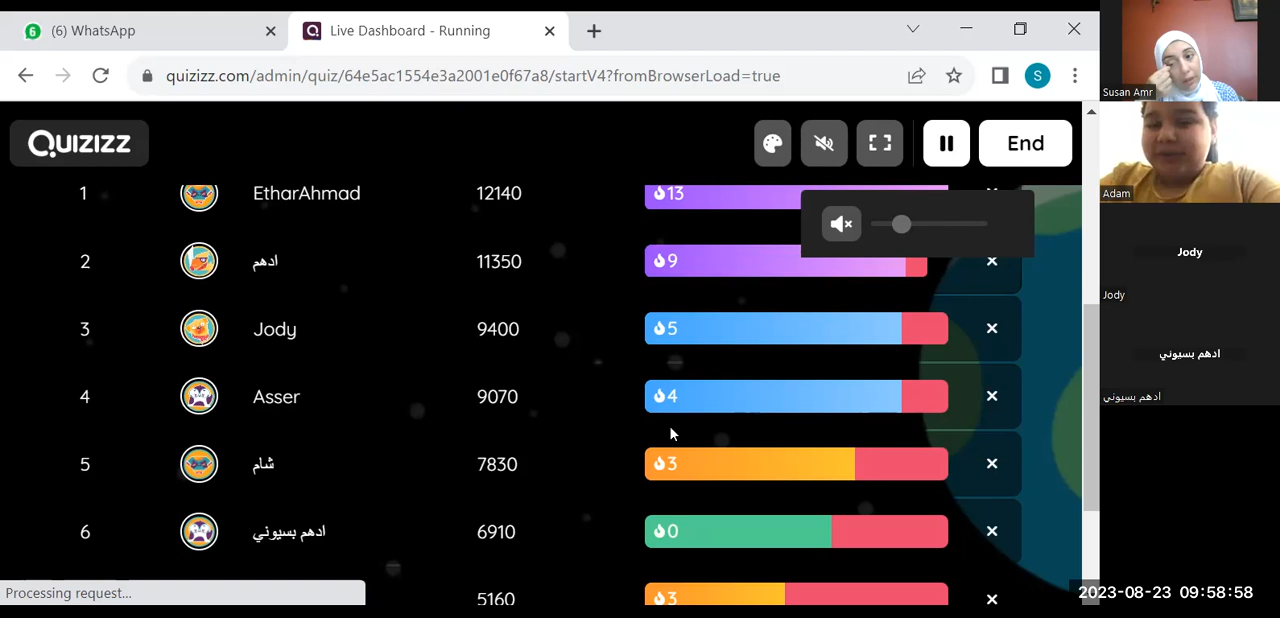 6 (6) WhatsApp
Live Dashboard - Running
quizizz.com/admin/quiz/64e5ac1554e3a2001e0f67a8/startV4?fromBrowserLoad=true
S
QUIZIZZ
End
1 EtharAhmad 12140 13
2 ادهم 11350 9
3 Jody 9400 5
4 Asser 9070 4
5 شام 7830 3
6 ادهم بسيوني 6910 0
5160 3
Processing request...
Susan Amr
Adam
Jody
Jody
ادهم بسيوني
ادهم بسيوني
2023-08-23 09:58:58